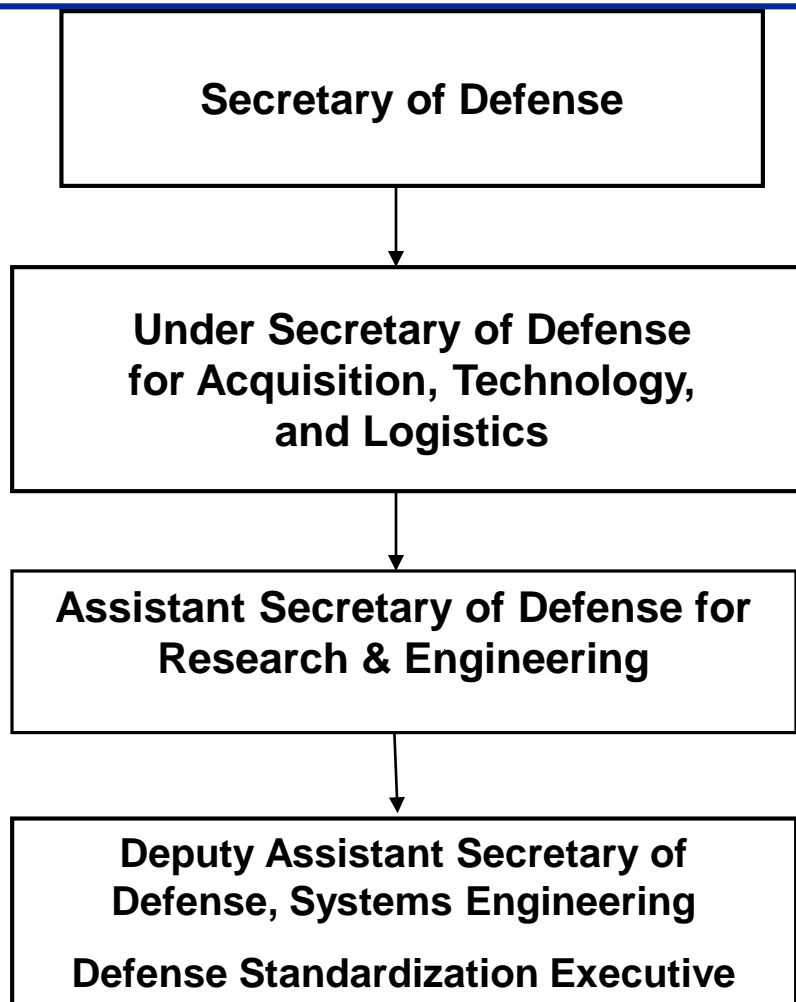 Secretary of Defense
Under Secretary of Defense
for Acquisition, Technology,
and Logistics
Assistant Secretary of Defense for
Research & Engineering
Deputy Assistant Secretary of
Defense, Systems Engineering
Defense Standardization Executive